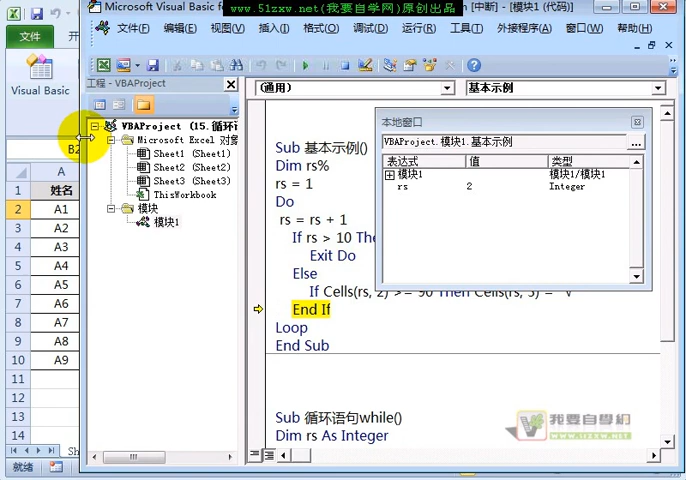 Microsoft Visual Basic f
www.51zxw.net(我要自学网)原创出品
[中断] - [模块1 (代码)]
文件
文件(F) 编辑(E) 视图(V) 插入(I) 格式(O) 调试(D) 运行(R) 工具(T) 外接程序(A) 窗口(W) 帮助(H)
开
Visual Basic
工程 - VBAProject
VBAProject (15.循环语
Microsoft Excel 对象
Sheet1 (Sheet1)
Sheet2 (Sheet2)
Sheet3 (Sheet3)
ThisWorkbook
模块
模块1
B2
A
1 姓名
2 A1
3 A2
4 A3
5 A4
6 A5
7 A6
8 A7
9 A8
10 A9
11
12
13
14
Sh
就绪
(通用) 基本示例
Sub 基本示例()
Dim rs%
rs = 1
Do
rs = rs + 1
If rs > 10 The
Exit Do
Else
If Cells(rs, 2) >= 90 Then Cells(rs, 3) = "√"
End If
Loop
End Sub
Sub 循环语句while()
Dim rs As Integer
本地窗口
VBAProject.模块1.基本示例 ...
表达式 值 类型
模块1 模块1/模块1
rs 2 Integer
我要自學網
WWW.51ZXW.NET